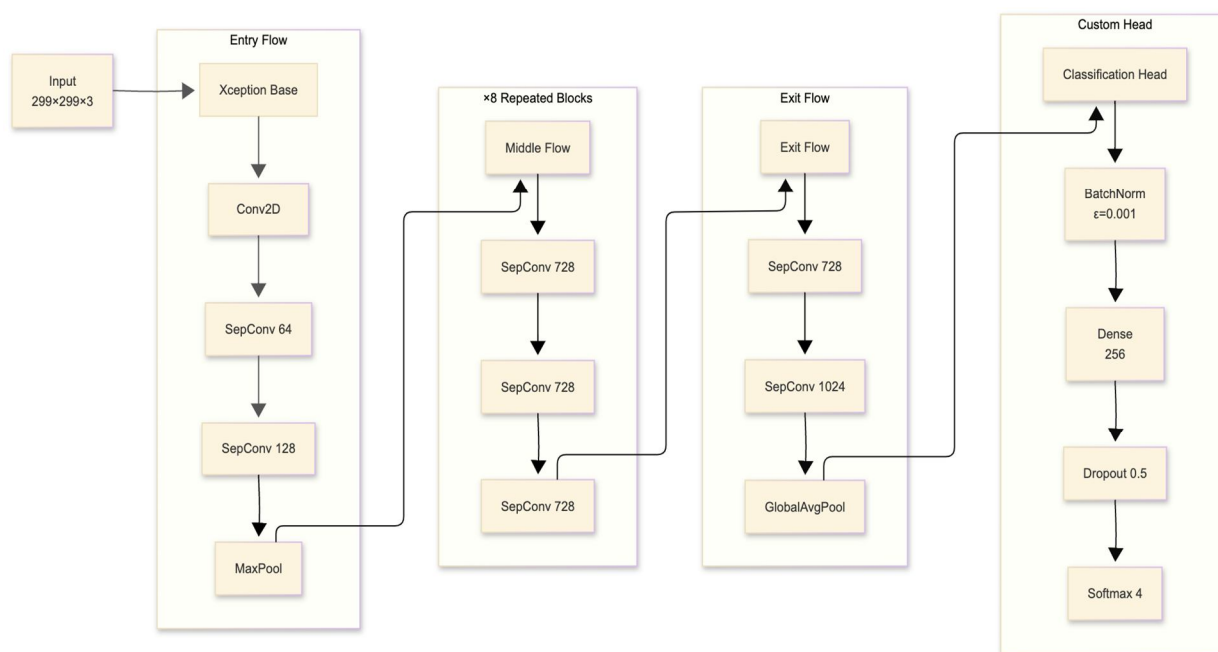 Input
299×299×3
Entry Flow
Xception Base
Conv2D
SepConv 64
SepConv 128
MaxPool
×8 Repeated Blocks
Middle Flow
SepConv 728
SepConv 728
SepConv 728
Exit Flow
Exit Flow
SepConv 728
SepConv 1024
GlobalAvgPool
Custom Head
Classification Head
BatchNorm
ε=0.001
Dense
256
Dropout 0.5
Softmax 4